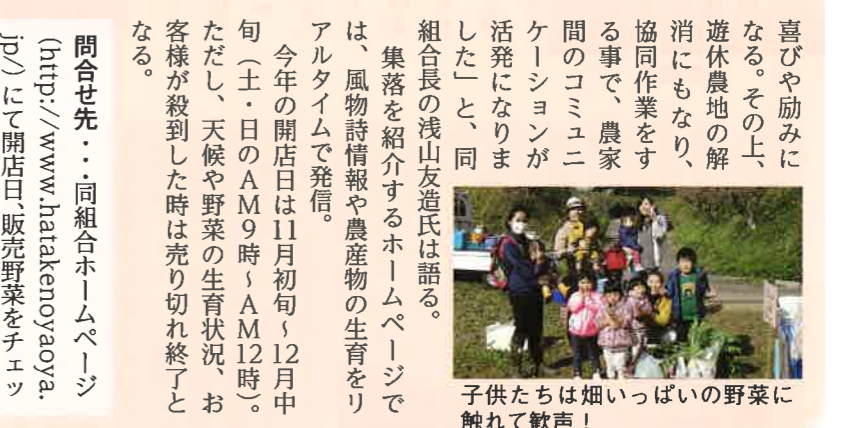 喜びや励みに
なる。その上、
遊休農地の解
消にもなり、
協同作業をす
る事で、農家
間のコミュニ
ケーションが
活発になりま
した」と、同
組合長の浅山友造氏は語る。
集落を紹介するホームページで
は、風物詩情報や農産物の生育をリ
アルタイムで発信。
今年の開店日は11月初旬~12月中
旬(土・日のAM9時~AM12時)。
ただし、天候や野菜の生育状況、お
客様が殺到した時は売り切れ終了と
なる。
子供たちは畑いっぱいの野菜に
触れて歓声!
問合せ先・・同組合ホームページ
(http://www.hatakenoyaoya.
jp/)にて開店日、販売野菜をチェッ